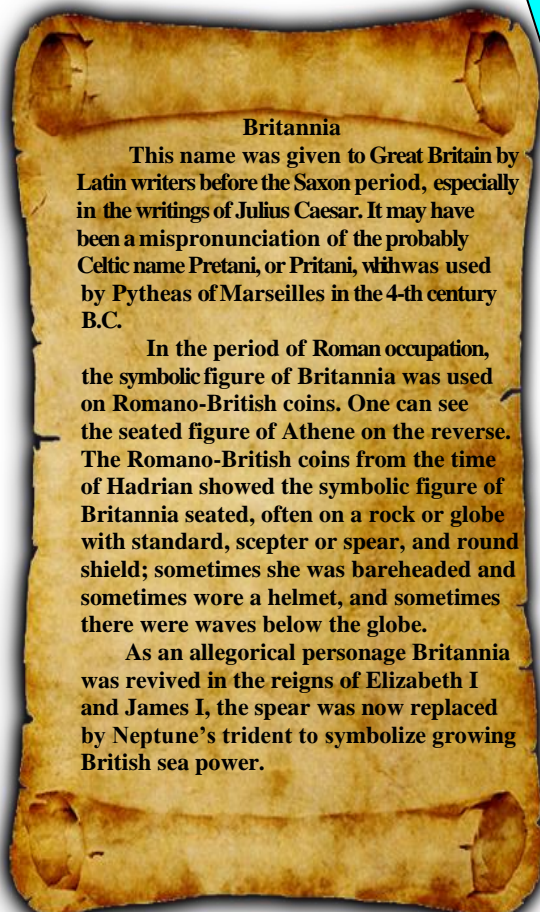 Britannia
This name was given to Great Britain by
Latin writers before the Saxon period, especially
in the writings of Julius Caesar. It may have
been a mispronunciation of the probably
Celtic name Pretani, or Pritani, whih was used
by Pytheas of Marseilles in the 4-th century
B.C.
In the period of Roman occupation,
the symbolic figure of Britannia was used
on Romano-British coins. One can see
the seated figure of Athene on the reverse.
The Romano-British coins from the time
of Hadrian showed the symbolic figure of
Britannia seated, often on a rock or globe
with standard, scepter or spear, and round
shield; sometimes she was bareheaded and
sometimes wore a helmet, and sometimes
there were waves below the globe.
As an allegorical personage Britannia
was revived in the reigns of Elizabeth I
and James I, the spear was now replaced
by Neptune’s trident to symbolize growing
British sea power.